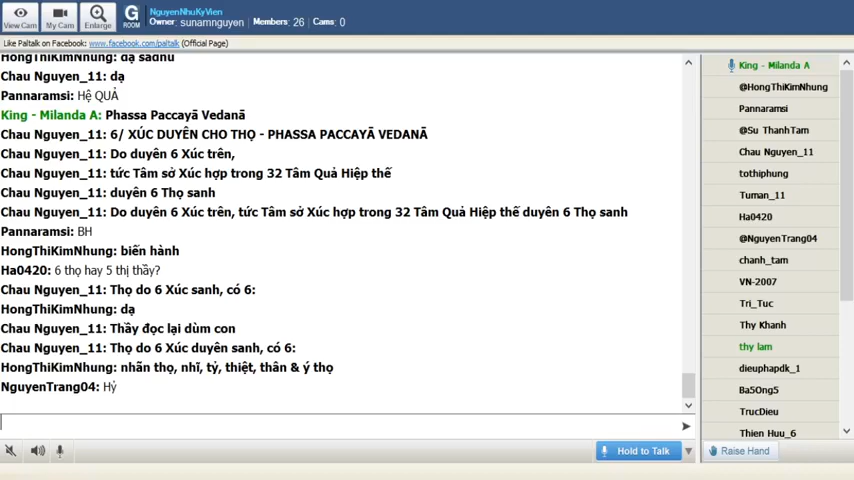 View Cam
My Cam
Enlarge
G
ROOM
NguyenNhuKyVien
Owner: sunamnguyen Members: 26 Cams: 0
Like Paltalk on Facebook: www.facebook.com/paltalk (Official Page)
HongThiKimNhung: dạ sadhu
Chau Nguyen_11: dạ
Pannaramsi: Hệ QUẢ
King - Milanda A: Phassa Paccayā Vedanā
Chau Nguyen_11: 6/ XÚC DUYÊN CHO THỌ - PHASSA PACCAYĀ VEDANĀ
Chau Nguyen_11: Do duyên 6 Xúc trên,
Chau Nguyen_11: tức Tâm sở Xúc hợp trong 32 Tâm Quả Hiệp thế
Chau Nguyen_11: duyên 6 Thọ sanh
Chau Nguyen_11: Do duyên 6 Xúc trên, tức Tâm sở Xúc hợp trong 32 Tâm Quả Hiệp thế duyên 6 Thọ sanh
Pannaramsi: BH
HongThiKimNhung: biến hành
Ha0420: 6 thọ hay 5 thị thầy?
Chau Nguyen_11: Thọ do 6 Xúc sanh, có 6:
HongThiKimNhung: dạ
Chau Nguyen_11: Thầy đọc lại dùm con
Chau Nguyen_11: Thọ do 6 Xúc duyên sanh, có 6:
HongThiKimNhung: nhãn thọ, nhĩ, tỷ, thiệt, thân & ý thọ
NguyenTrang04: Hỷ
Hold to Talk
King - Milanda A
@HongThiKimNhung
Pannaramsi
@Su ThanhTam
Chau Nguyen_11
tothiphung
Tuman_11
Ha0420
@NguyenTrang04
chanh_tam
VN-2007
Tri_Tuc
Thy Khanh
thy lam
dieuphapdk_1
Ba5Ong5
TrucDieu
Thien Huu_6
Raise Hand